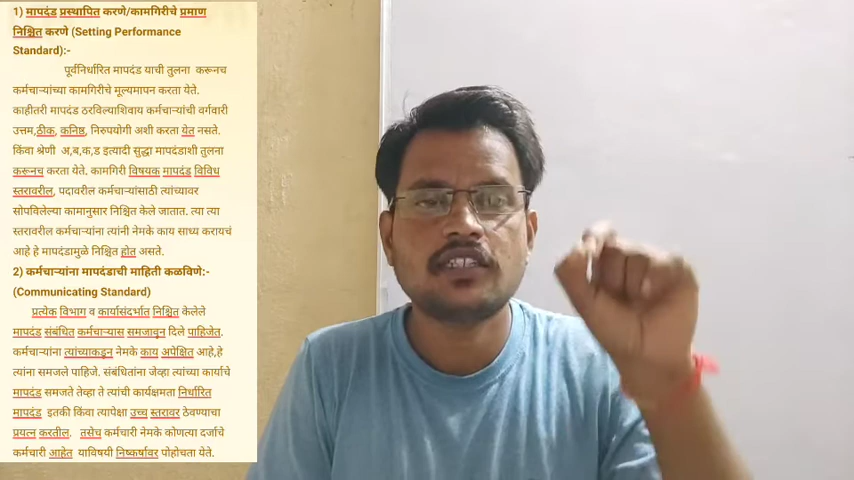 1) मापदंड प्रस्थापित करणे/कामगिरीचे प्रमाण
निश्चित करणे (Setting Performance
Standard):-
पूर्वनिर्धारित मापदंड याची तुलना करूनच
कर्मचाऱ्यांच्या कामगिरीचे मूल्यमापन करता येते.
काहीतरी मापदंड ठरविल्याशिवाय कर्मचाऱ्यांची वर्गवारी
उत्तम,ठीक, कनिष्ठ, निरुपयोगी अशी करता येत नसते.
किंवा श्रेणी अ,ब,क,ड इत्यादी सुद्धा मापदंडाशी तुलना
करूनच करता येते. कामगिरी विषयक मापदंड विविध
स्तरावरील, पदावरील कर्मचाऱ्यांसाठी त्यांच्यावर
सोपविलेल्या कामानुसार निश्चित केले जातात. त्या त्या
स्तरावरील कर्मचाऱ्यांना त्यांनी नेमके काय साध्य करायचं
आहे हे मापदंडामुळे निश्चित होत असते.
2) कर्मचाऱ्यांना मापदंडाची माहिती कळविणे:-
(Communicating Standard)
प्रत्येक विभाग व कार्यासंदर्भात निश्चित केलेले
मापदंड संबंधित कर्मचाऱ्यास समजावून दिले पाहिजेत.
कर्मचाऱ्यांना त्यांच्याकडून नेमके काय अपेक्षित आहे,हे
त्यांना समजले पाहिजे. संबंधितांना जेव्हा त्यांच्या कार्याचे
मापदंड समजते तेव्हा ते त्यांची कार्यक्षमता निर्धारित
मापदंड इतकी किंवा त्यापेक्षा उच्च स्तरावर ठेवण्याचा
प्रयत्न करतील. तसेच कर्मचारी नेमके कोणत्या दर्जाचे
कर्मचारी आहेत याविषयी निष्कर्षावर पोहोचता येते.